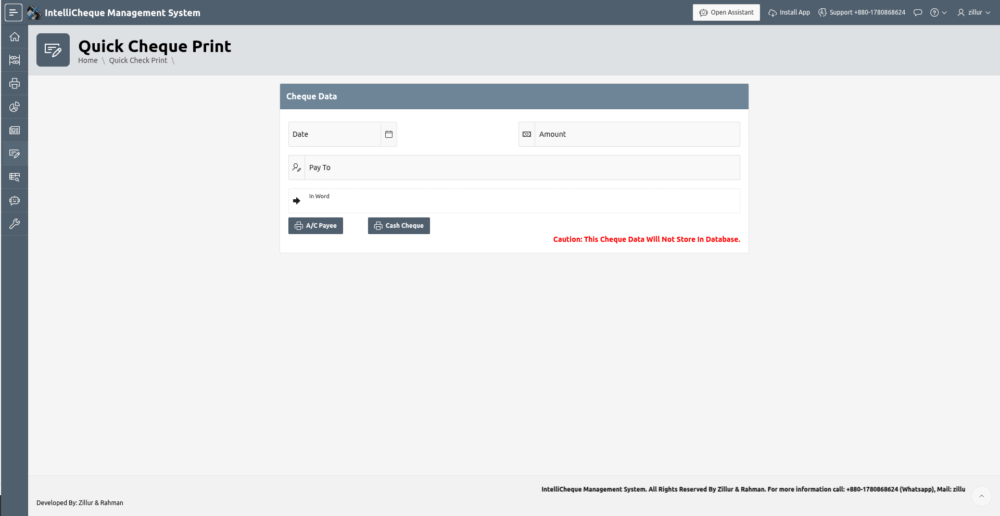 IntelliCheque Management System
Open Assistant
Install App
Support +880-1780868624
zillur
Quick Cheque Print
Home \ Quick Check Print \
Cheque Data
Date
Amount
Pay To
In Word
A/C Payee
Cash Cheque
Caution: This Cheque Data Will Not Store In Database.
IntelliCheque Management System. All Rights Reserved By Zillur & Rahman. For more information call: +880-1780868624 (Whatsapp), Mail: zillu
Developed By: Zillur & Rahman